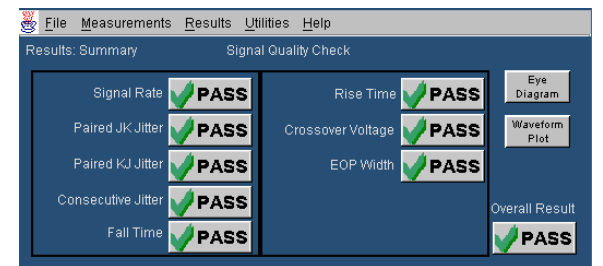 File Measurements Results Utilities Help
Results: Summary Signal Quality Check
Signal Rate PASS
Paired JK Jitter PASS
Paired KJ Jitter PASS
Consecutive Jitter PASS
Fall Time PASS
Rise Time PASS
Crossover Voltage PASS
EOP Width PASS
Eye
Diagram
Waveform
Plot
Overall Result
PASS